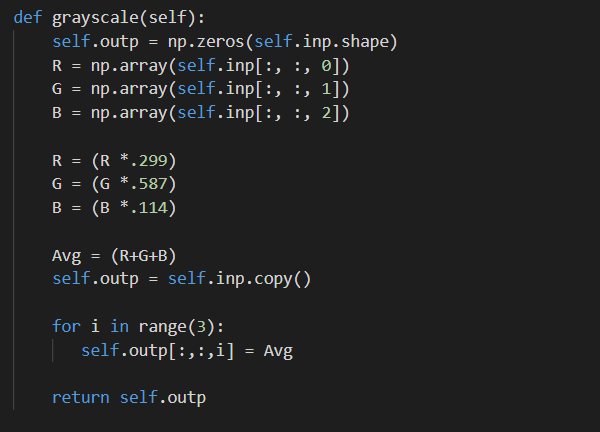 def grayscale(self):
    self.outp = np.zeros(self.inp.shape)
    R = np.array(self.inp[:, :, 0])
    G = np.array(self.inp[:, :, 1])
    B = np.array(self.inp[:, :, 2])

    R = (R *.299)
    G = (G *.587)
    B = (B *.114)

    Avg = (R+G+B)
    self.outp = self.inp.copy()

    for i in range(3):
       self.outp[:,:,i] = Avg

    return self.outp